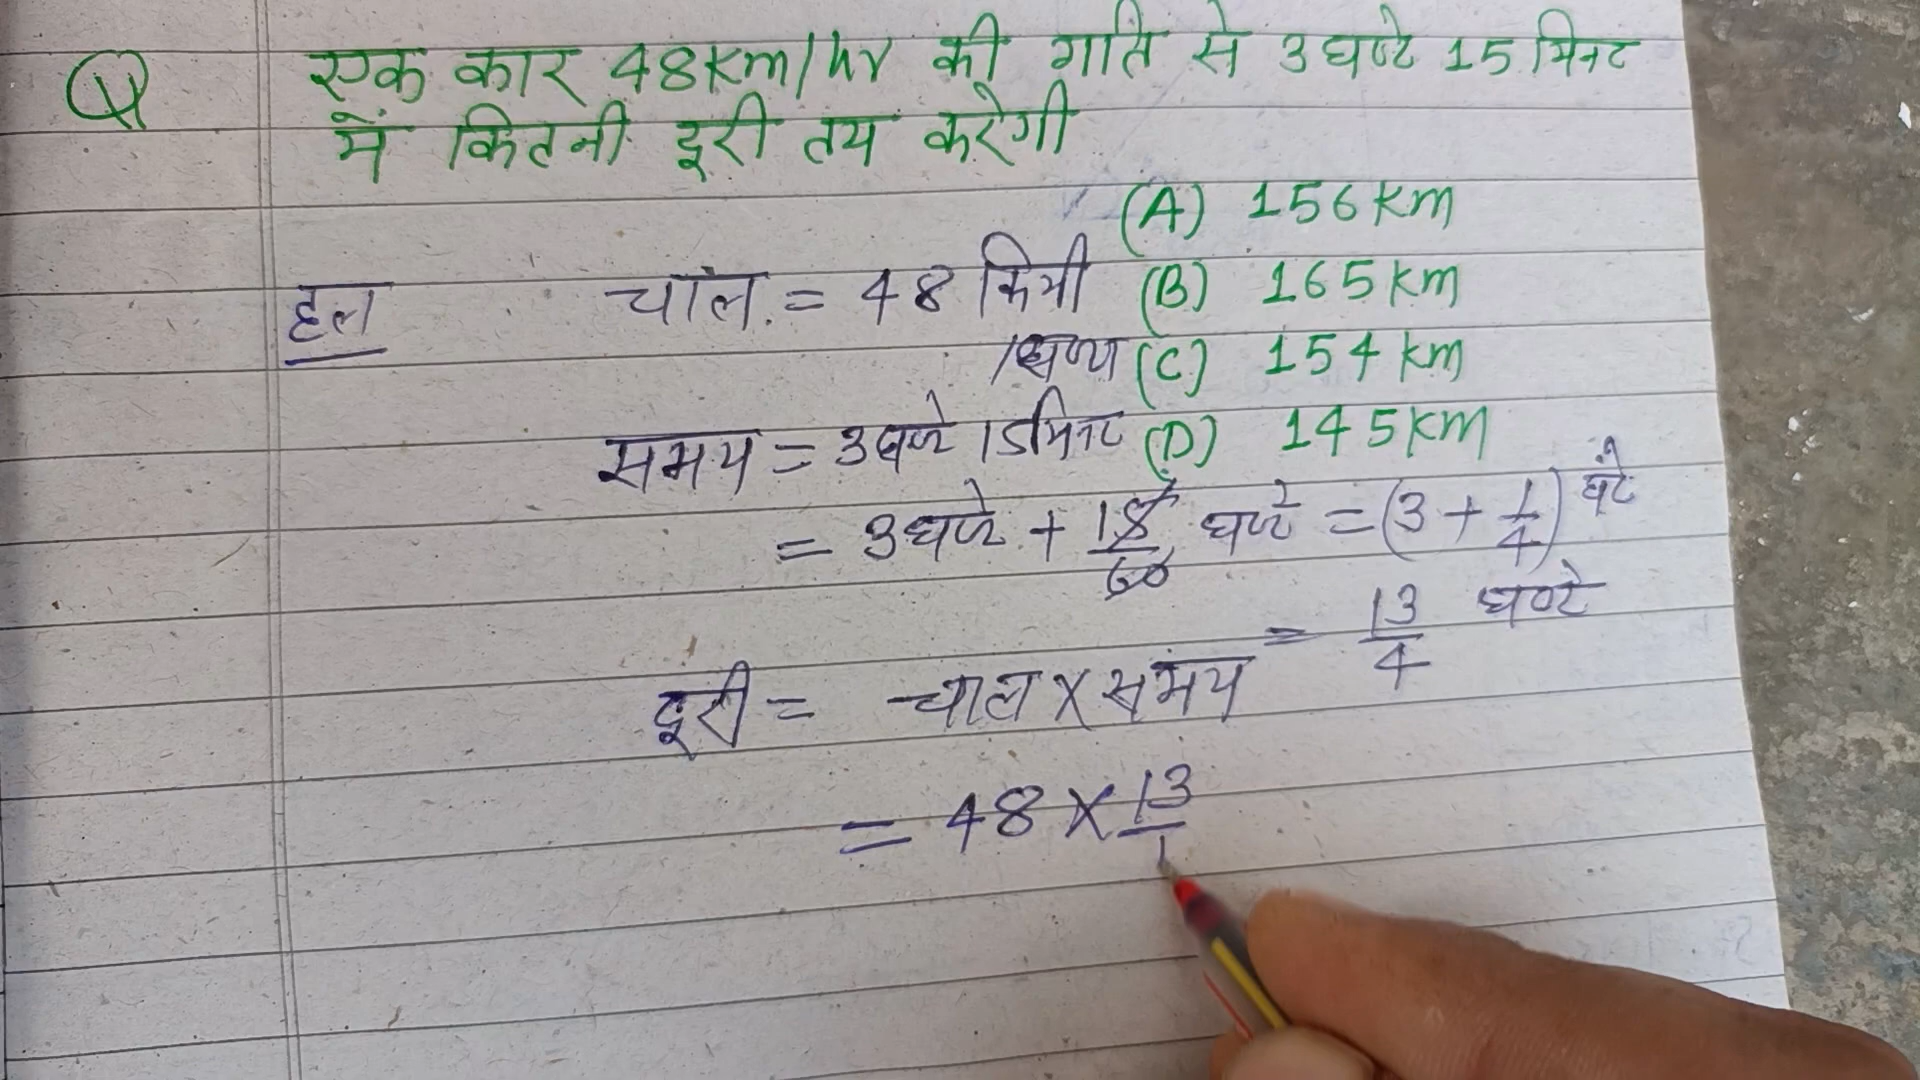 Q एक कार 48Km/hr की गति से 3 घण्टे 15 मिनट
में कितनी दूरी तय करेगी
(A) 156 Km
हल चाल = 48 किमी
/घण्टा
(B) 165 Km
(C) 154 Km
समय = 3 घण्टे 15 मिनट
(D) 145 Km
= 3 घण्टे + 15/60 घण्टे = (3 + 1/4) घंटे
= 13/4 घण्टे
दूरी = चाल × समय
= 48 × 13/